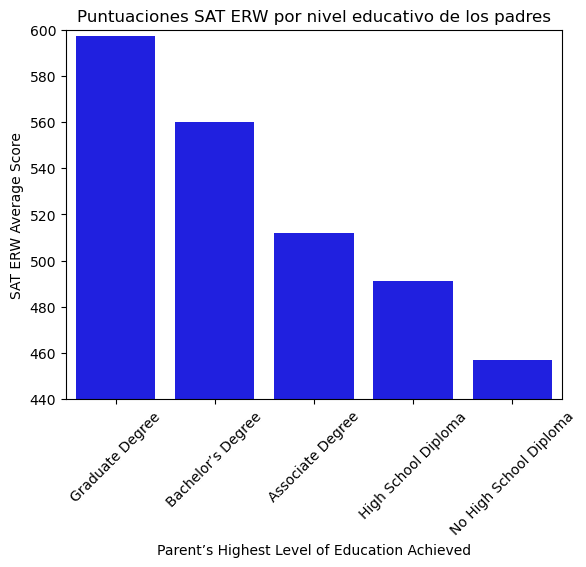 Puntuaciones SAT ERW por nivel educativo de los padres
SAT ERW Average Score
600
580
560
540
520
500
480
460
440
Graduate Degree
Bachelor’s Degree
Associate Degree
High School Diploma
No High School Diploma
Parent’s Highest Level of Education Achieved